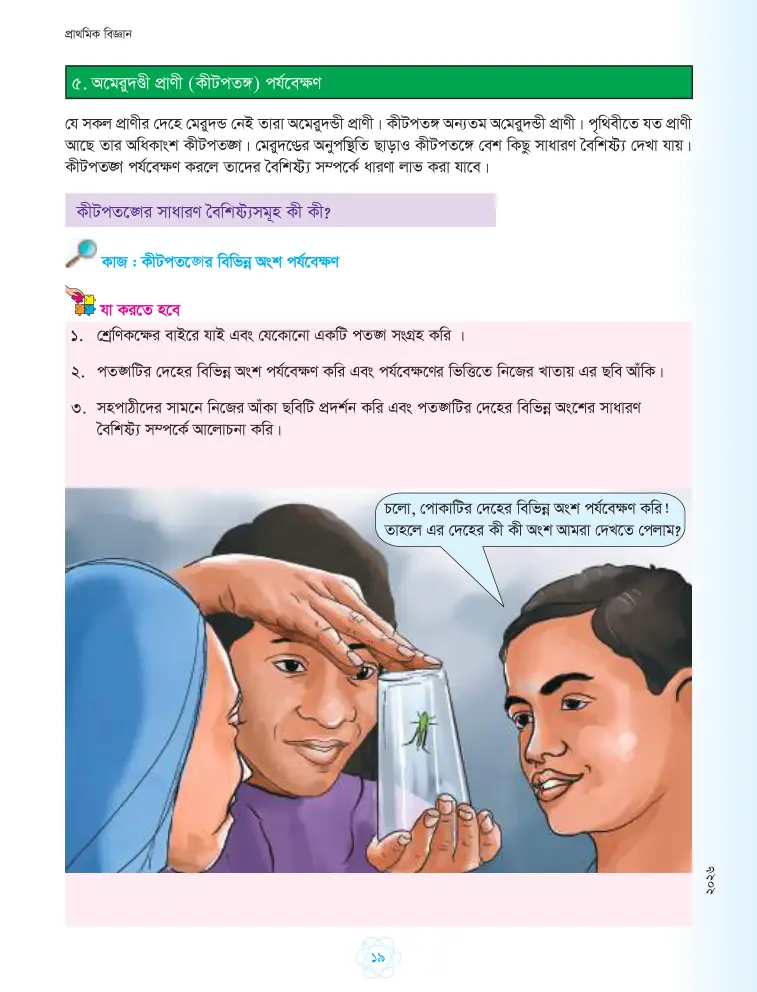 প্রাথমিক বিজ্ঞান
৫. অমেরুদণ্ডী প্রাণী (কীটপতঙ্গ) পর্যবেক্ষণ
যে সকল প্রাণীর দেহে মেরুদন্ড নেই তারা অমেরুদন্ডী প্রাণী। কীটপতঙ্গ অন্যতম অমেরুদন্ডী প্রাণী। পৃথিবীতে যত প্রাণী
আছে তার অধিকাংশ কীটপতঙ্গ। মেরুদণ্ডের অনুপস্থিতি ছাড়াও কীটপতঙ্গে বেশ কিছু সাধারণ বৈশিষ্ট্য দেখা যায়।
কীটপতঙ্গ পর্যবেক্ষণ করলে তাদের বৈশিষ্ট্য সম্পর্কে ধারণা লাভ করা যাবে।
কীটপতঙ্গের সাধারণ বৈশিষ্ট্যসমূহ কী কী?
কাজ : কীটপতঙ্গের বিভিন্ন অংশ পর্যবেক্ষণ
যা করতে হবে
১. শ্রেণিকক্ষের বাইরে যাই এবং যেকোনো একটি পতঙ্গ সংগ্রহ করি ।
২. পতঙ্গটির দেহের বিভিন্ন অংশ পর্যবেক্ষণ করি এবং পর্যবেক্ষণের ভিত্তিতে নিজের খাতায় এর ছবি আঁকি।
৩. সহপাঠীদের সামনে নিজের আঁকা ছবিটি প্রদর্শন করি এবং পতঙ্গটির দেহের বিভিন্ন অংশের সাধারণ
বৈশিষ্ট্য সম্পর্কে আলোচনা করি।
চলো, পোকাটির দেহের বিভিন্ন অংশ পর্যবেক্ষণ করি!
তাহলে এর দেহের কী কী অংশ আমরা দেখতে পেলাম?
২০২৬
১৯